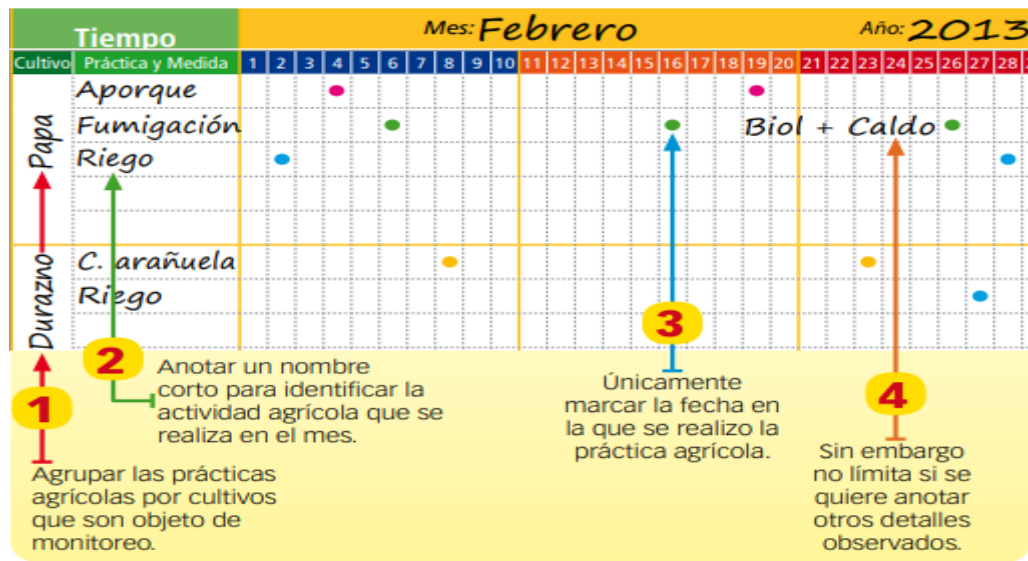 Tiempo
Mes: Febrero
Año: 2013
Cultivo Práctica y Medida 1 2 3 4 5 6 7 8 9 10 11 12 13 14 15 16 17 18 19 20 21 22 23 24 25 26 27 28
Papa
Aporque
Fumigación
Biol + Caldo
Riego
Durazno
C. arañuela
Riego
1
Agrupar las prácticas
agrícolas por cultivos
que son objeto de
monitoreo.
2
Anotar un nombre
corto para identificar la
actividad agrícola que se
realiza en el mes.
3
Únicamente
marcar la fecha en
la que se realizo la
práctica agrícola.
4
Sin embargo
no límita si se
quiere anotar
otros detalles
observados.